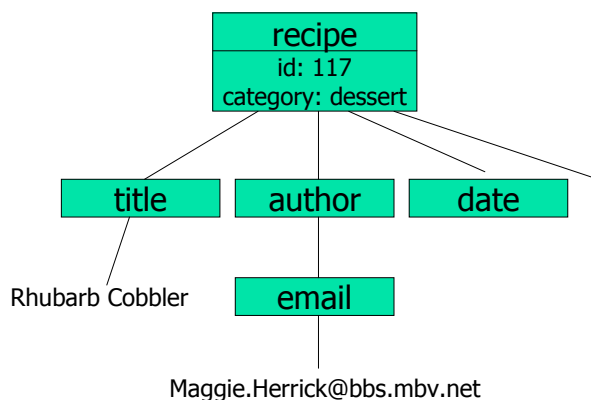 recipe
id: 117
category: dessert
title
author
date
Rhubarb Cobbler
email
Maggie.Herrick@bbs.mbv.net